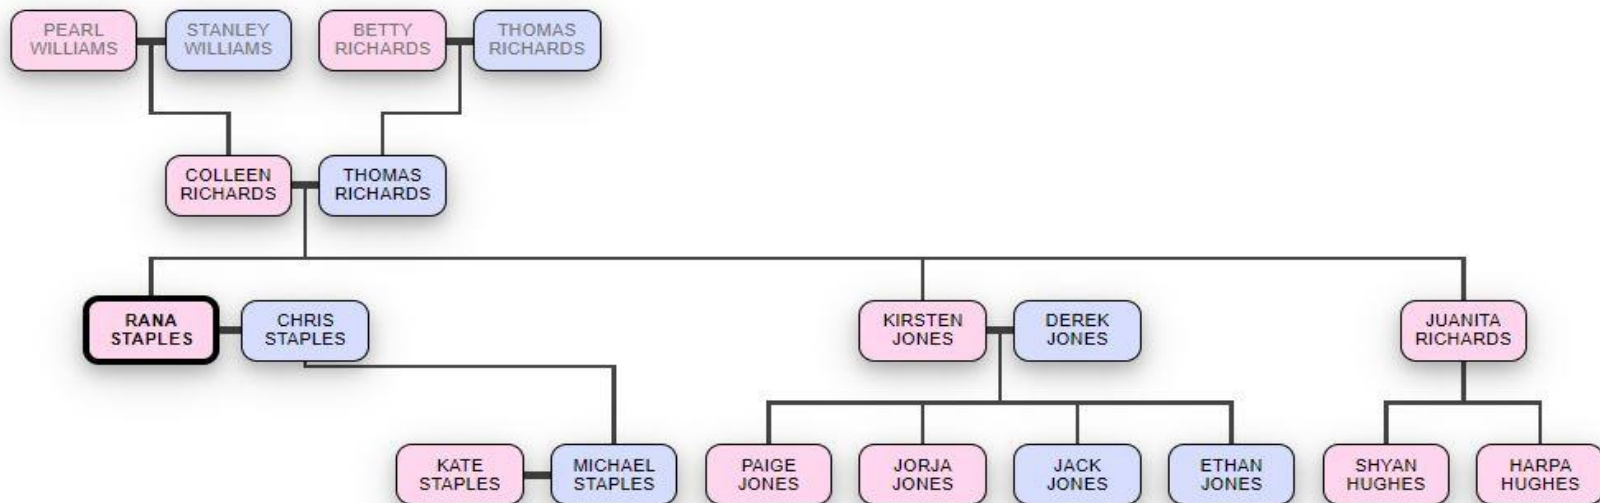 PEARL
WILLIAMS
STANLEY
WILLIAMS
BETTY
RICHARDS
THOMAS
RICHARDS
COLLEEN
RICHARDS
THOMAS
RICHARDS
RANA
STAPLES
CHRIS
STAPLES
KIRSTEN
JONES
DEREK
JONES
JUANITA
RICHARDS
KATE
STAPLES
MICHAEL
STAPLES
PAIGE
JONES
JORJA
JONES
JACK
JONES
ETHAN
JONES
SHYAN
HUGHES
HARPA
HUGHES